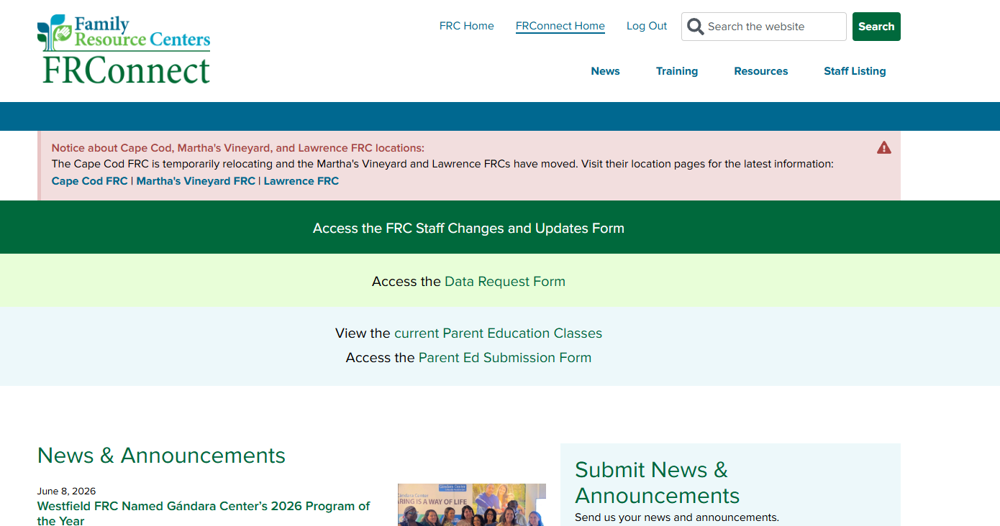 Family
Resource Centers
FRConnect
FRC Home
FRConnect Home
Log Out
Search the website
Search
News
Training
Resources
Staff Listing
Notice about Cape Cod, Martha's Vineyard, and Lawrence FRC locations:
The Cape Cod FRC is temporarily relocating and the Martha's Vineyard and Lawrence FRCs have moved. Visit their location pages for the latest information:
Cape Cod FRC | Martha's Vineyard FRC | Lawrence FRC
Access the FRC Staff Changes and Updates Form
Access the Data Request Form
View the current Parent Education Classes
Access the Parent Ed Submission Form
News & Announcements
June 8, 2026
Westfield FRC Named Gándara Center’s 2026 Program of
the Year
Gándara Center
ándara Center
RING IS A WAY OF LIFE
Submit News &
Announcements
Send us your news and announcements.